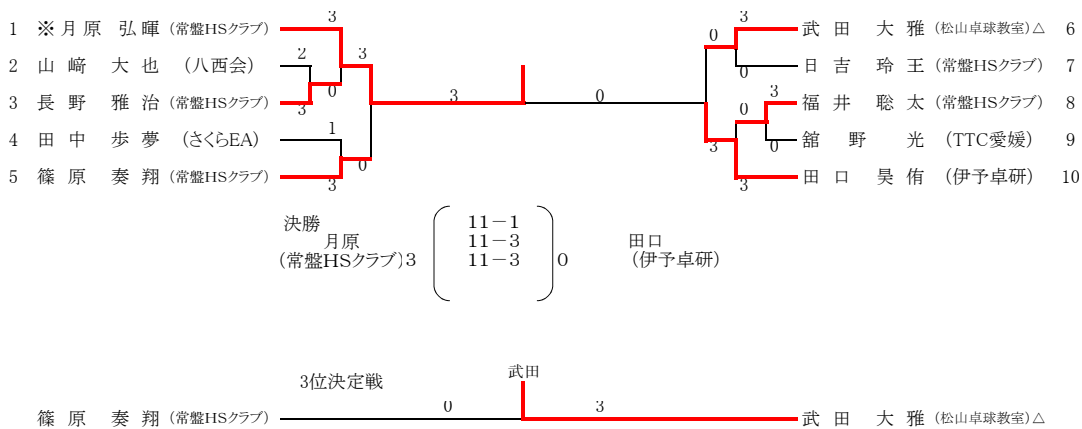 1 ※月原 弘暉 (常盤HSクラブ) 3 3 武田 大雅 (松山卓球教室)△ 6
3 0
2 山﨑 大也 (八西会) 2 0 0 日吉 玲王 (常盤HSクラブ) 7
3 長野 雅治 (常盤HSクラブ) 3 3 0 3 福井 聡太 (常盤HSクラブ) 8
0
4 田中 歩夢 (さくらEA) 1 3 0 舘野 光 (TTC愛媛) 9
0
5 篠原 奏翔 (常盤HSクラブ) 3 3 田口 昊侑 (伊予卓研) 10
決勝
11-1
月原 11-3 田口
(常盤HSクラブ)3 11-3 0 (伊予卓研)
3位決定戦 武田
0 3
篠原 奏翔 (常盤HSクラブ) 武田 大雅 (松山卓球教室)△